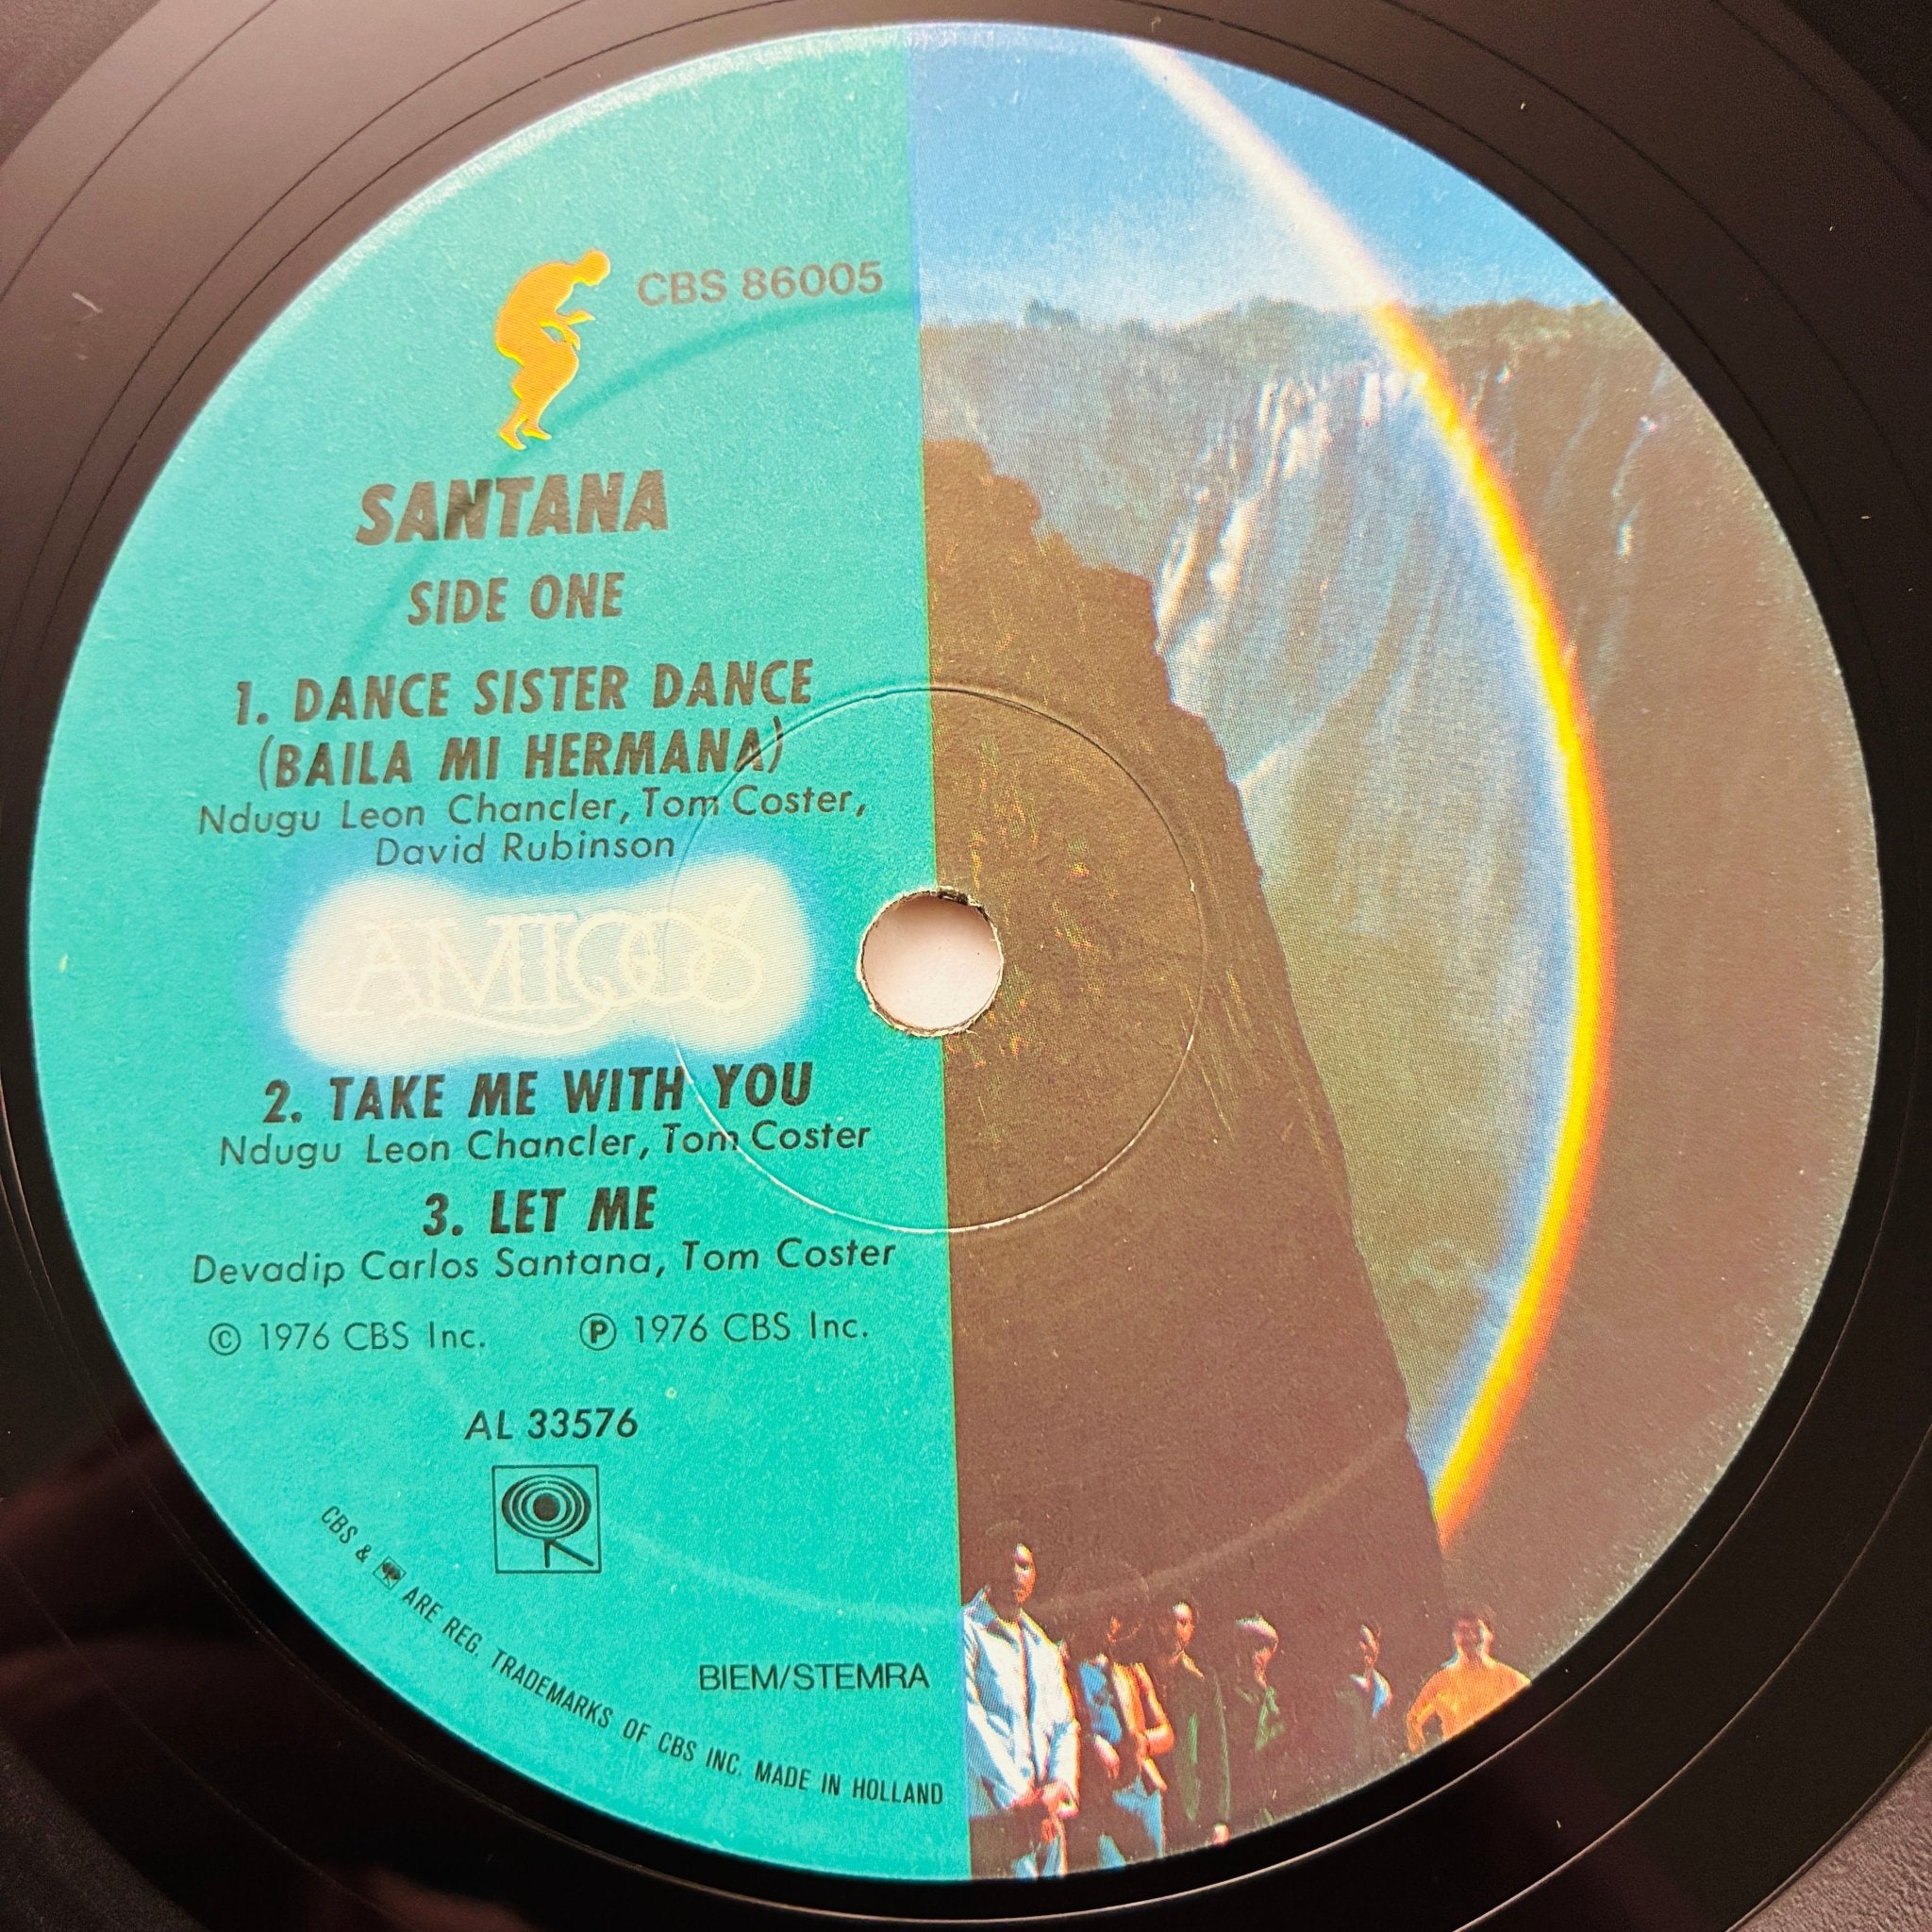 CBS 86005
SANTANA
SIDE ONE
1. DANCE SISTER DANCE
(BAILA MI HERMANA)
Ndugu Leon Chancler, Tom Coster,
David Rubinson
AMIGOS
2. TAKE ME WITH YOU
Ndugu Leon Chancler, Tom Coster
3. LET ME
Devadip Carlos Santana, Tom Coster
© 1976 CBS Inc. ℗ 1976 CBS Inc.
AL 33576
BIEM/STEMRA
CBS & ARE REG. TRADEMARKS OF CBS INC. MADE IN HOLLAND